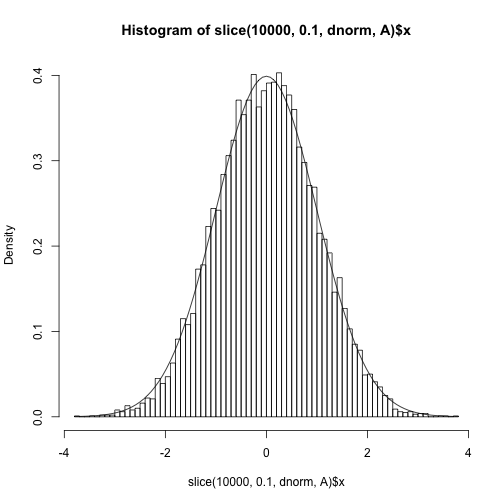 Histogram of slice(10000, 0.1, dnorm, A)$x
Density
0.4
0.3
0.2
0.1
0.0
-4 -2 0 2 4
slice(10000, 0.1, dnorm, A)$x